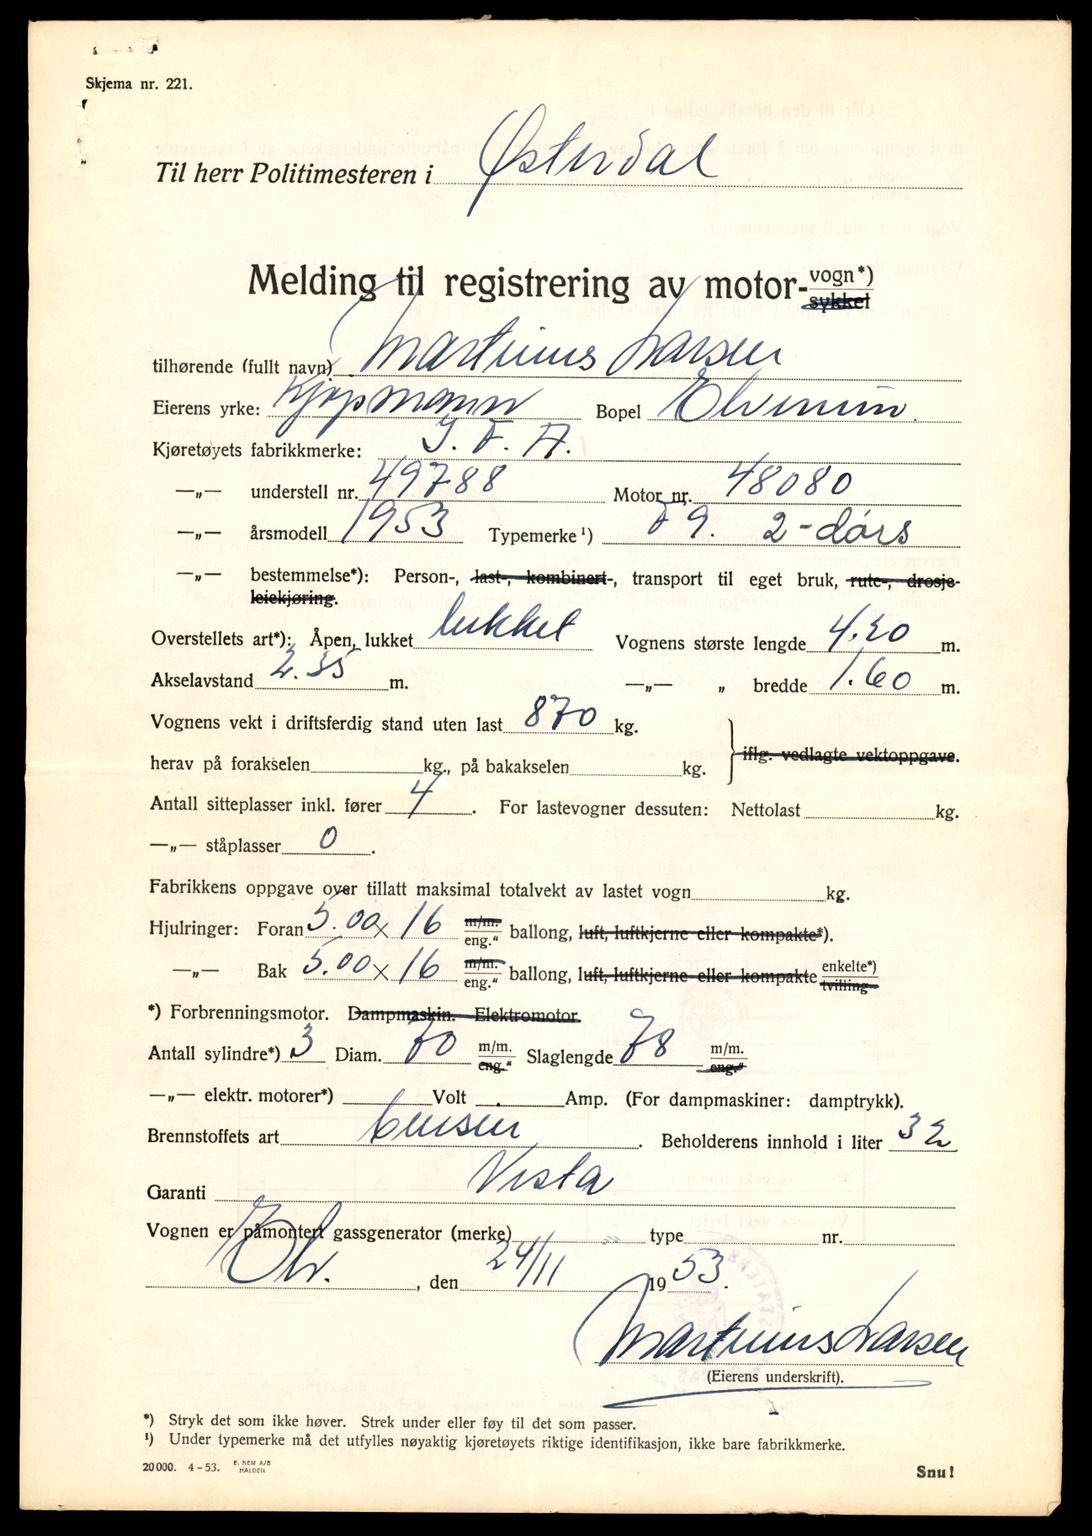 Skjema nr. 221.
Til herr Politimesteren i Østerdal
Melding til registrering av motor- vogn*)
sykkel
tilhørende (fullt navn) Martinius Larsen
Eierens yrke: Kjøpmann Bopel Elverum.
Kjøretøyets fabrikkmerke: I. F. A.
—„— understell nr. 49788 Motor nr. 48080
—„— årsmodell 1953 Typemerke ¹) F 9. 2-dørs
—„— bestemmelse*): Person-, last-, kombinert-, transport til eget bruk, rute-, drosje-
leiekjøring.
Overstellets art*): Åpen, lukket lukket Vognens største lengde 4.20 m.
Akselavstand 2.35 m. —„— „ bredde 1.60 m.
Vognens vekt i driftsferdig stand uten last 870 kg.
iflg. vedlagte vektoppgave.
herav på forakselen kg., på bakakselen kg.
Antall sitteplasser inkl. fører 4. For lastevogner dessuten: Nettolast kg.
—„— ståplasser 0.
Fabrikkens oppgave over tillatt maksimal totalvekt av lastet vogn kg.
Hjulringer: Foran 5.00 x 16 m/m. eng." ballong, luft, luftkjerne eller kompakte*).
—„— Bak 5.00 x 16 m/m. eng." ballong, luft, luftkjerne eller kompakte enkelte*) tvilling-
*) Forbrenningsmotor. Dampmaskin. Elektromotor.
Antall sylindre*) 3 Diam. 70 m/m. eng." Slaglengde 78 m/m. eng."
—„— elektr. motorer*) Volt Amp. (For dampmaskiner: damptrykk).
Brennstoffets art bensin. Beholderens innhold i liter 32
Garanti Vesta
Vognen er påmontert gassgenerator (merke) „ type nr.
Elv., den 24/11 1953.
Martinius Larsen
(Eierens underskrift).
*) Stryk det som ikke høver. Strek under eller føy til det som passer.
¹) Under typemerke må det utfylles nøyaktig kjøretøyets riktige identifikasjon, ikke bare fabrikkmerke.
20000. 4-53. E. SEM A/S
HALDEN
Snu!